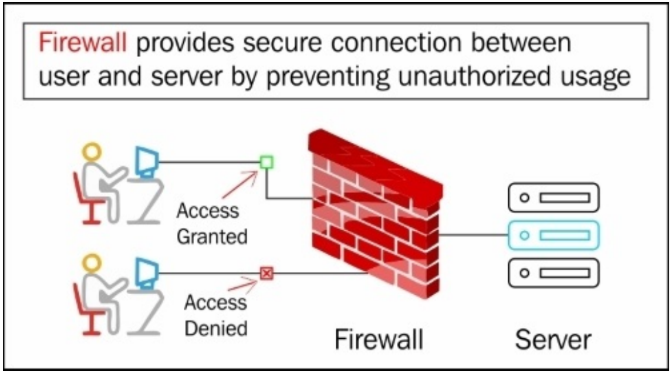 Firewall provides secure connection between
user and server by preventing unauthorized usage
Access
Granted
Access
Denied
Firewall
Server